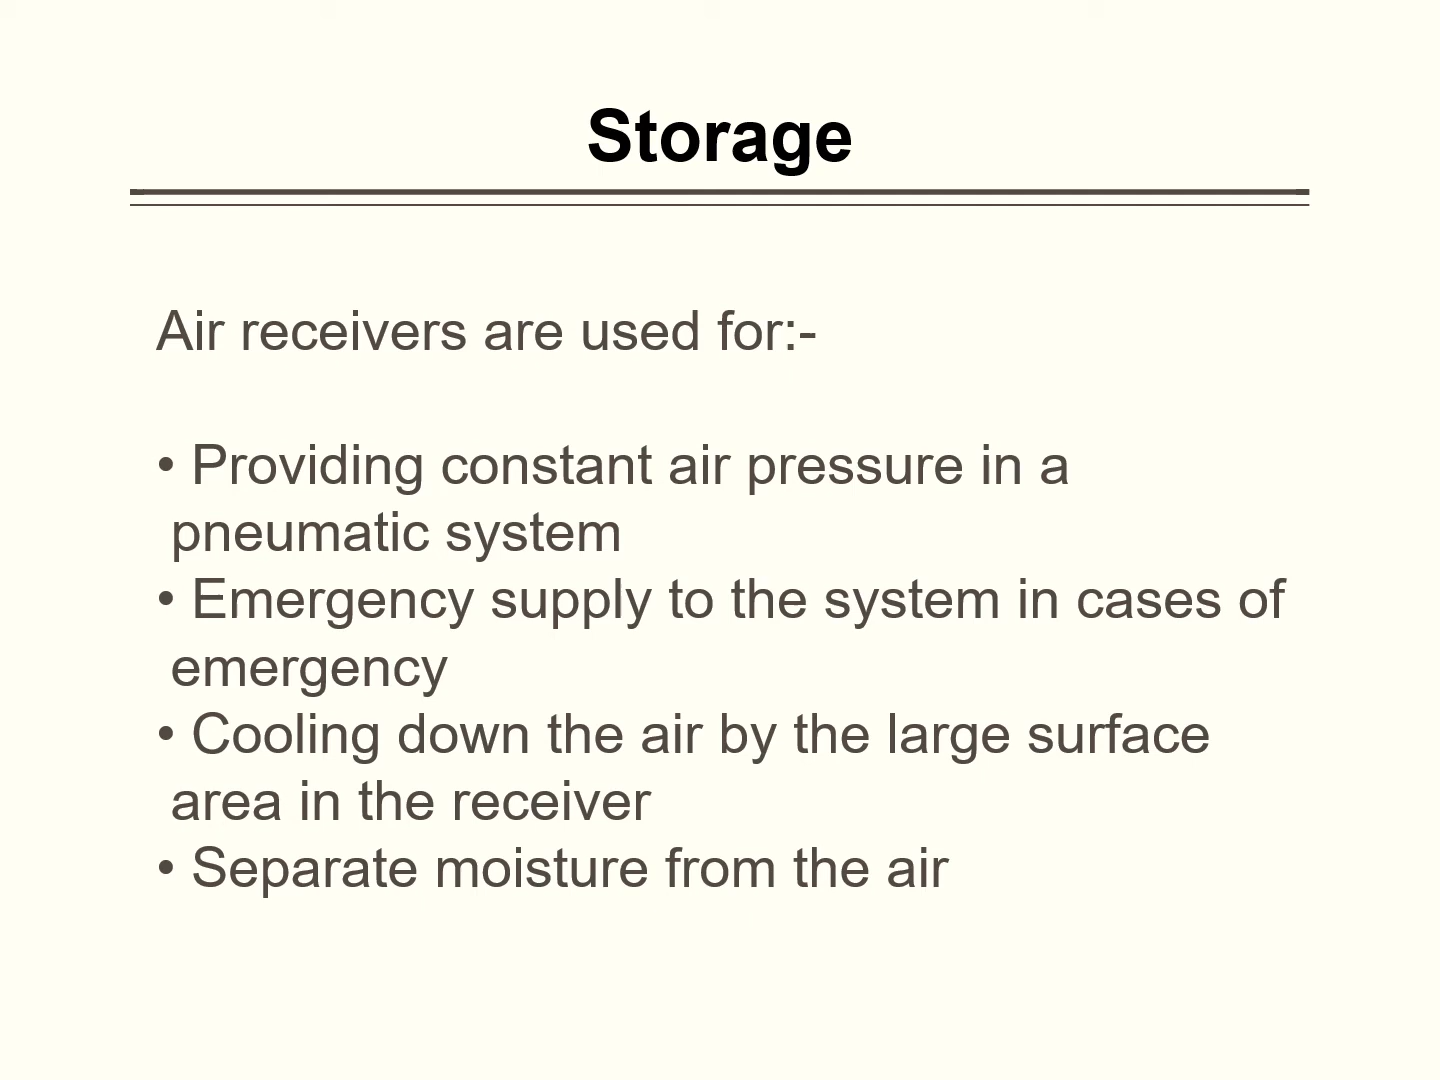 Storage
Air receivers are used for:-
• Providing constant air pressure in a
pneumatic system
• Emergency supply to the system in cases of
emergency
• Cooling down the air by the large surface
area in the receiver
• Separate moisture from the air